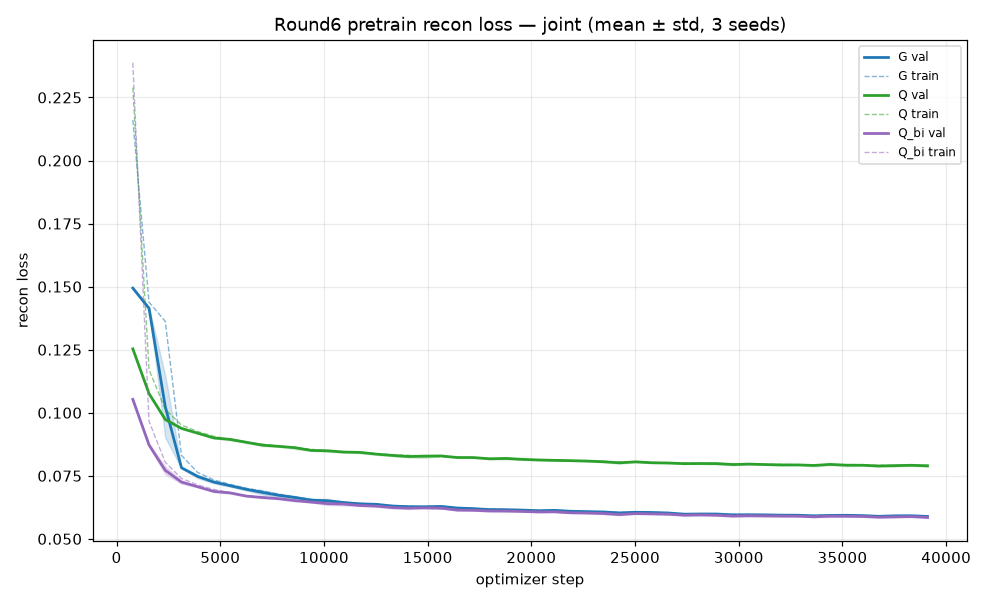 Round6 pretrain recon loss — joint (mean ± std, 3 seeds)
G val
G train
Q val
Q train
Q_bi val
Q_bi train
recon loss
0.225
0.200
0.175
0.150
0.125
0.100
0.075
0.050
0 5000 10000 15000 20000 25000 30000 35000 40000
optimizer step